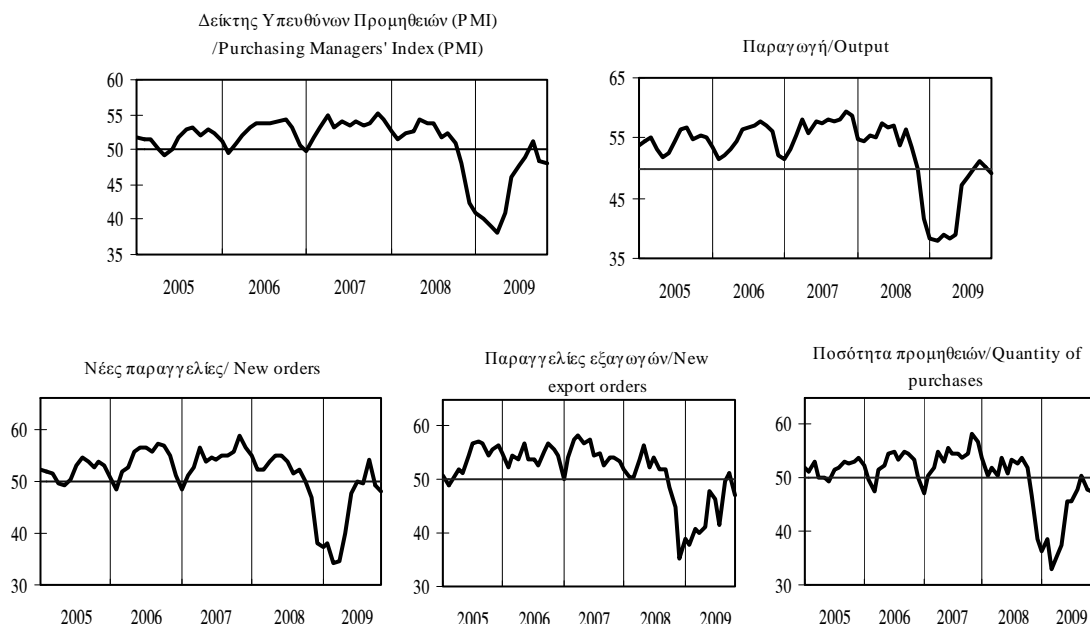 Δείκτης Υπευθύνων Προμηθειών (PMI)
/Purchasing Managers' Index (PMI)
60
55
50
45
40
35
2005 2006 2007 2008 2009
Παραγωγή/Output
65
55
45
35
2005 2006 2007 2008 2009
Νέες παραγγελίες/ New orders
60
50
40
30
2005 2006 2007 2008 2009
Παραγγελίες εξαγωγών/New
export orders
60
50
40
30
2005 2006 2007 2008 2009
Ποσότητα προμηθειών/Quantity of
purchases
60
50
40
30
2005 2006 2007 2008 2009